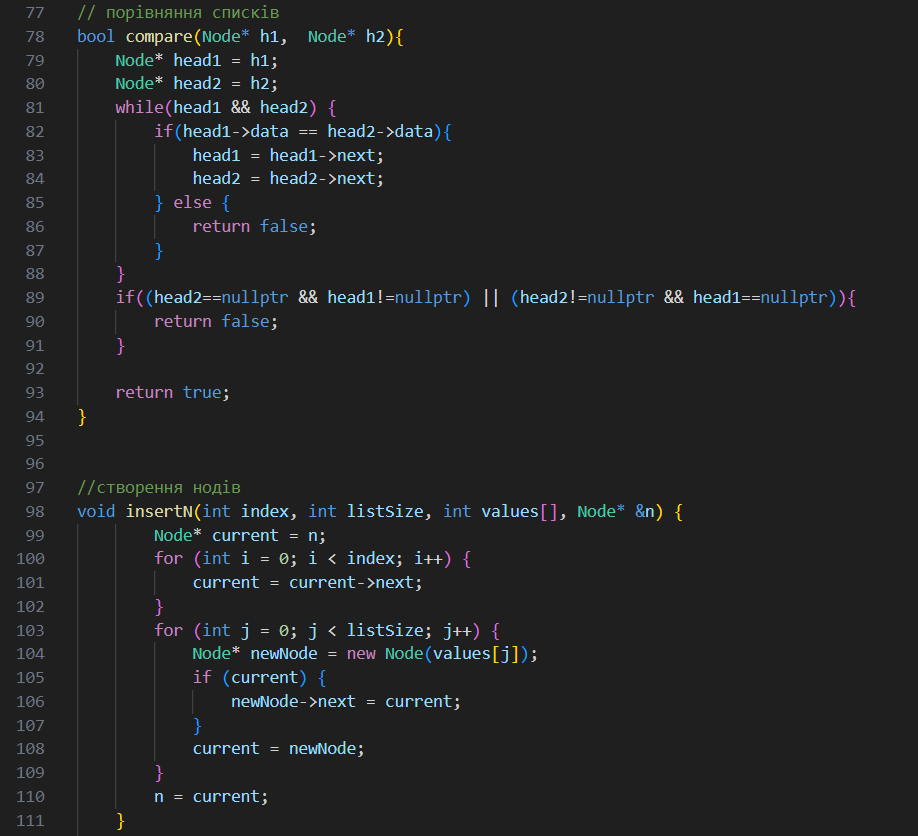 77 // порівняння списків
78 bool compare(Node* h1,  Node* h2){
79     Node* head1 = h1;
80     Node* head2 = h2;
81     while(head1 && head2) {
82         if(head1->data == head2->data){
83             head1 = head1->next;
84             head2 = head2->next;
85         } else {
86             return false;
87         }
88     }
89     if((head2==nullptr && head1!=nullptr) || (head2!=nullptr && head1==nullptr)){
90         return false;
91     }
92
93     return true;
94 }
95
96
97 //створення нодів
98 void insertN(int index, int listSize, int values[], Node* &n) {
99         Node* current = n;
100         for (int i = 0; i < index; i++) {
101             current = current->next;
102         }
103         for (int j = 0; j < listSize; j++) {
104             Node* newNode = new Node(values[j]);
105             if (current) {
106                 newNode->next = current;
107             }
108             current = newNode;
109         }
110         n = current;
111     }